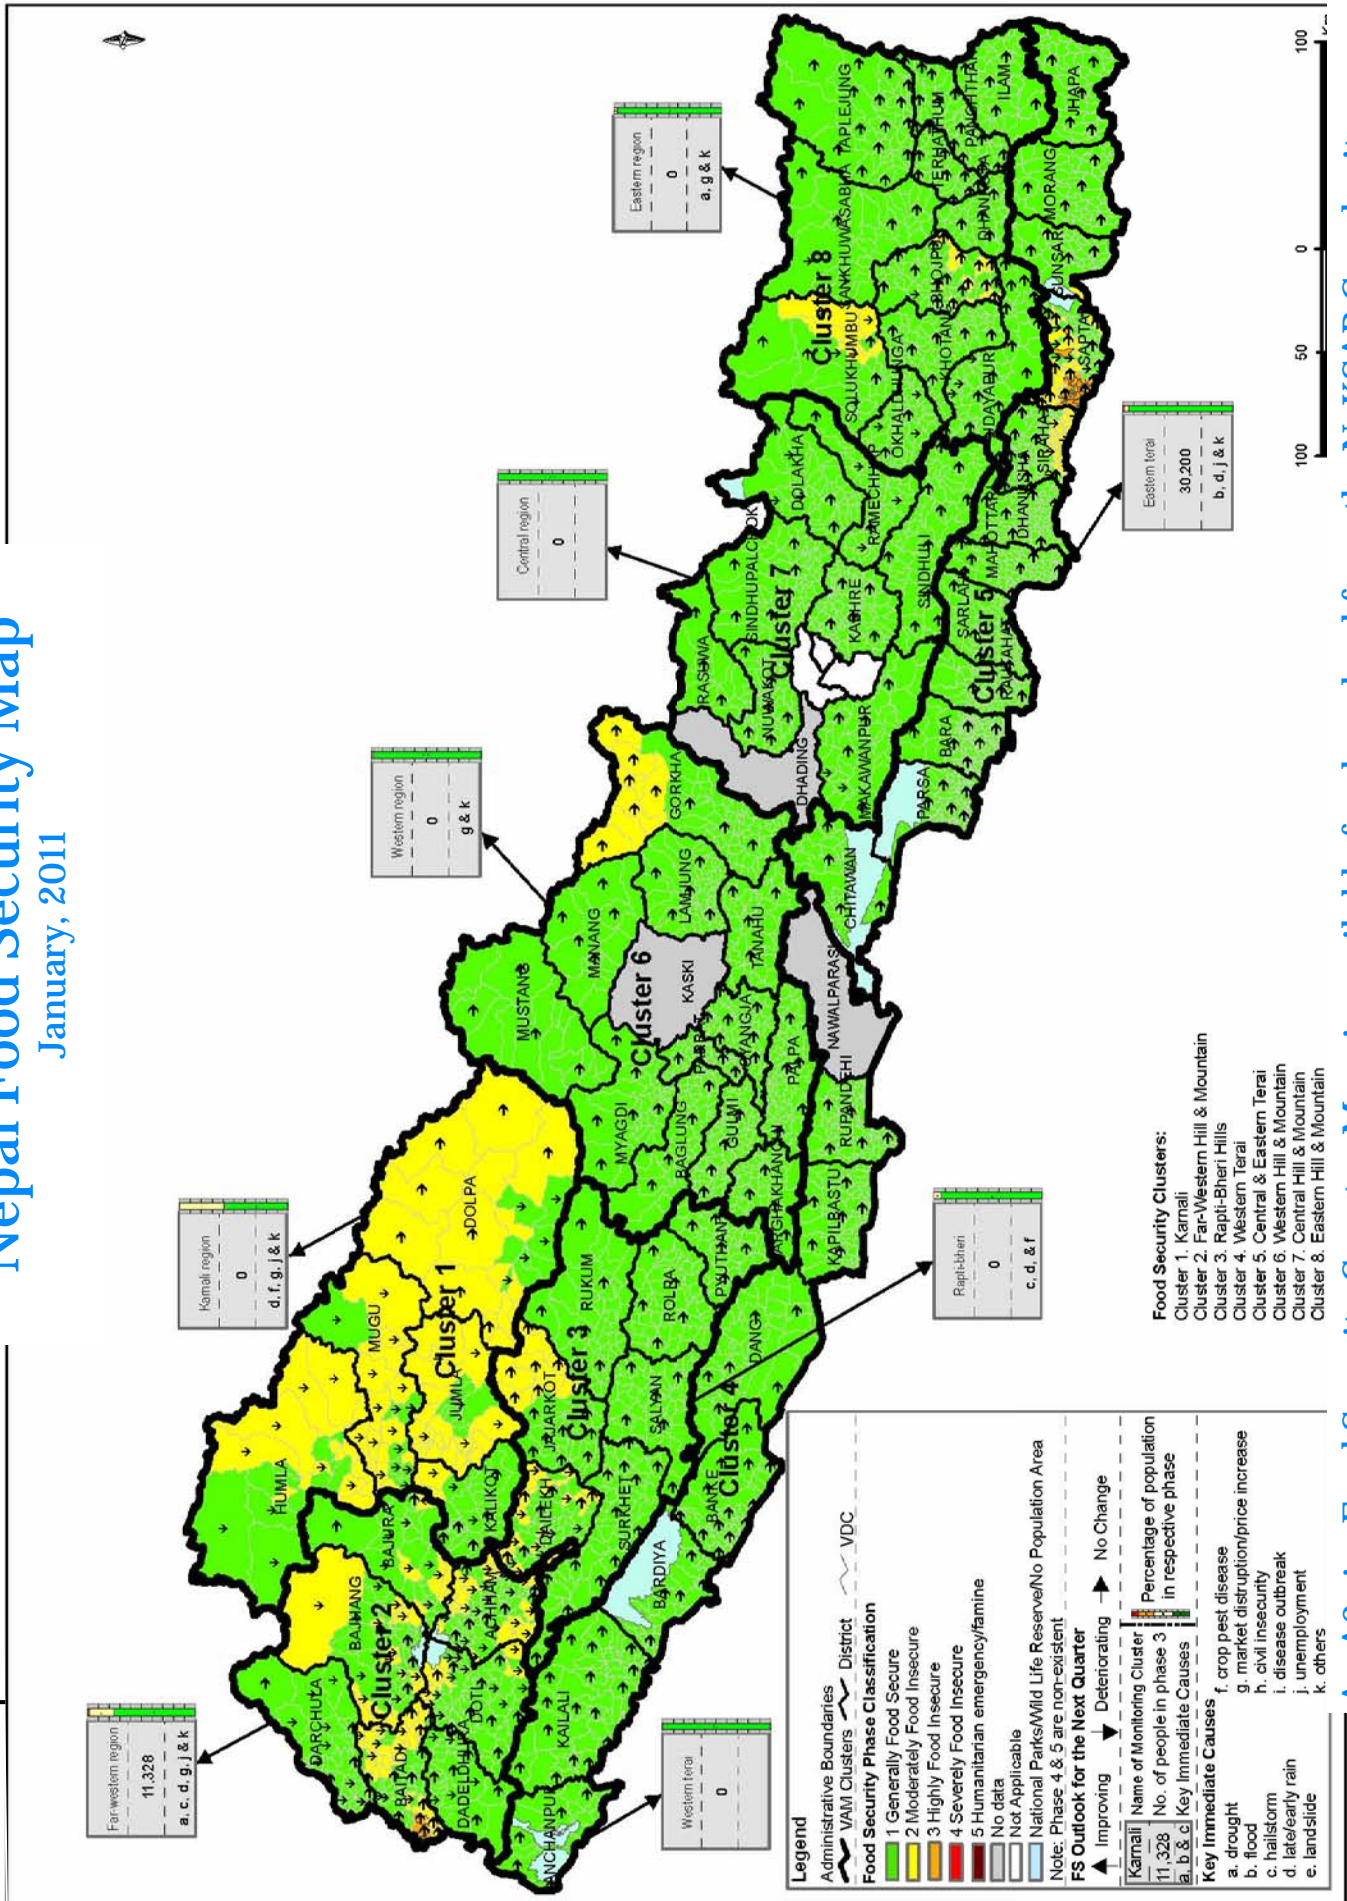 Nepal Food Security Map
January, 2011
Far-western region
11,328
a, c, d, g, j & k
Karnali region
0
d, f, g, j & k
Western region
0
g & k
Central region
0
Eastern region
0
a, g & k
Western terai
0
Rapti-bheri
0
c, d, & f
Eastern terai
30,200
b, d, j & k
DARCHULA
BAJHANG
HUMLA
BAITADI
Cluster 2
BAJURA
MUGU
DADELDHURA
DOTI
ACHHAM
KALIKOT
JUMLA
Cluster 1
DOLPA
KAILALI
DAILEKH
JAJARKOT
Cluster 3
RUKUM
BARDIYA
SURKHET
SALYAN
ROLPA
PYUTHAN
BANKE
Cluster 4
DANG
MUSTANG
MANANG
MYAGDI
Cluster 6
KASKI
LAMJUNG
GORKHA
BAGLUNG
GULMI
PALPA
TANAHU
KAPILBASTU
RUPANDEHI
NAWALPARASI
CHITAWAN
DHADING
RASUWA
NUWAKOT
SINDHUPALCHOK
Cluster 7
KABHRE
DOLAKHA
RAMECHHAP
SINDHULI
MAKAWANPUR
PARSA
BARA
RAUTAHAT
Cluster 5
SARLAHI
MAHOTTARI
DHANUSHA
SIRAHA
SOLUKHUMBU
Cluster 8
SANKHUWASABHA
TAPLEJUNG
OKHALDHUNGA
KHOTANG
BHOJPUR
TERHATHUM
PANCHTHAR
ILAM
JHAPA
MORANG
SUNSARI
100
50
0
100
Legend
Administrative Boundaries
VAM Clusters
District
VDC
Food Security Phase Classification
1 Generally Food Secure
2 Moderately Food Insecure
3 Highly Food Insecure
4 Severely Food Insecure
5 Humanitarian emergency/famine
No data
Not Applicable
National Parks/Wild Life Reserve/No Population Area
Note: Phase 4 & 5 are non-existent
FS Outlook for the Next Quarter
Improving
Deteriorating
No Change
Karnali
Name of Monitoring Cluster
11,328
No. of people in phase 3
a, b & c
Key Immediate Causes
Percentage of population
in respective phase
Key Immediate Causes
a. drought
b. flood
c. hailstorm
d. late/early rain
e. landslide
f. crop pest disease
g. market distruption/price increase
h. civil insecurity
i. disease outbreak
j. unemployment
k. others
Food Security Clusters:
Cluster 1. Karnali
Cluster 2. Far-Western Hill & Mountain
Cluster 3. Rapti-Bheri Hills
Cluster 4. Western Terai
Cluster 5. Central & Eastern Terai
Cluster 6. Western Hill & Mountain
Cluster 7. Central Hill & Mountain
Cluster 8. Eastern Hill & Mountain